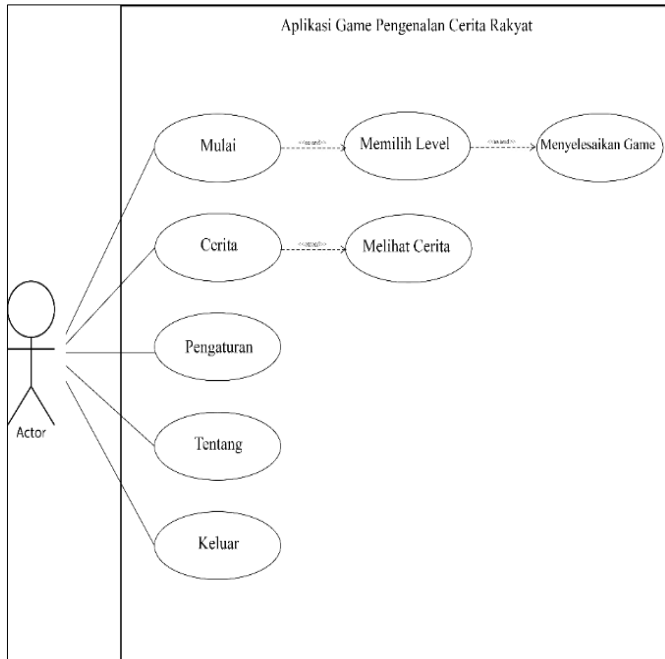 Aplikasi Game Pengenalan Cerita Rakyat
Mulai
Memilih Level
Menyelesaikan Game
Cerita
Melihat Cerita
Pengaturan
Tentang
Keluar
Actor